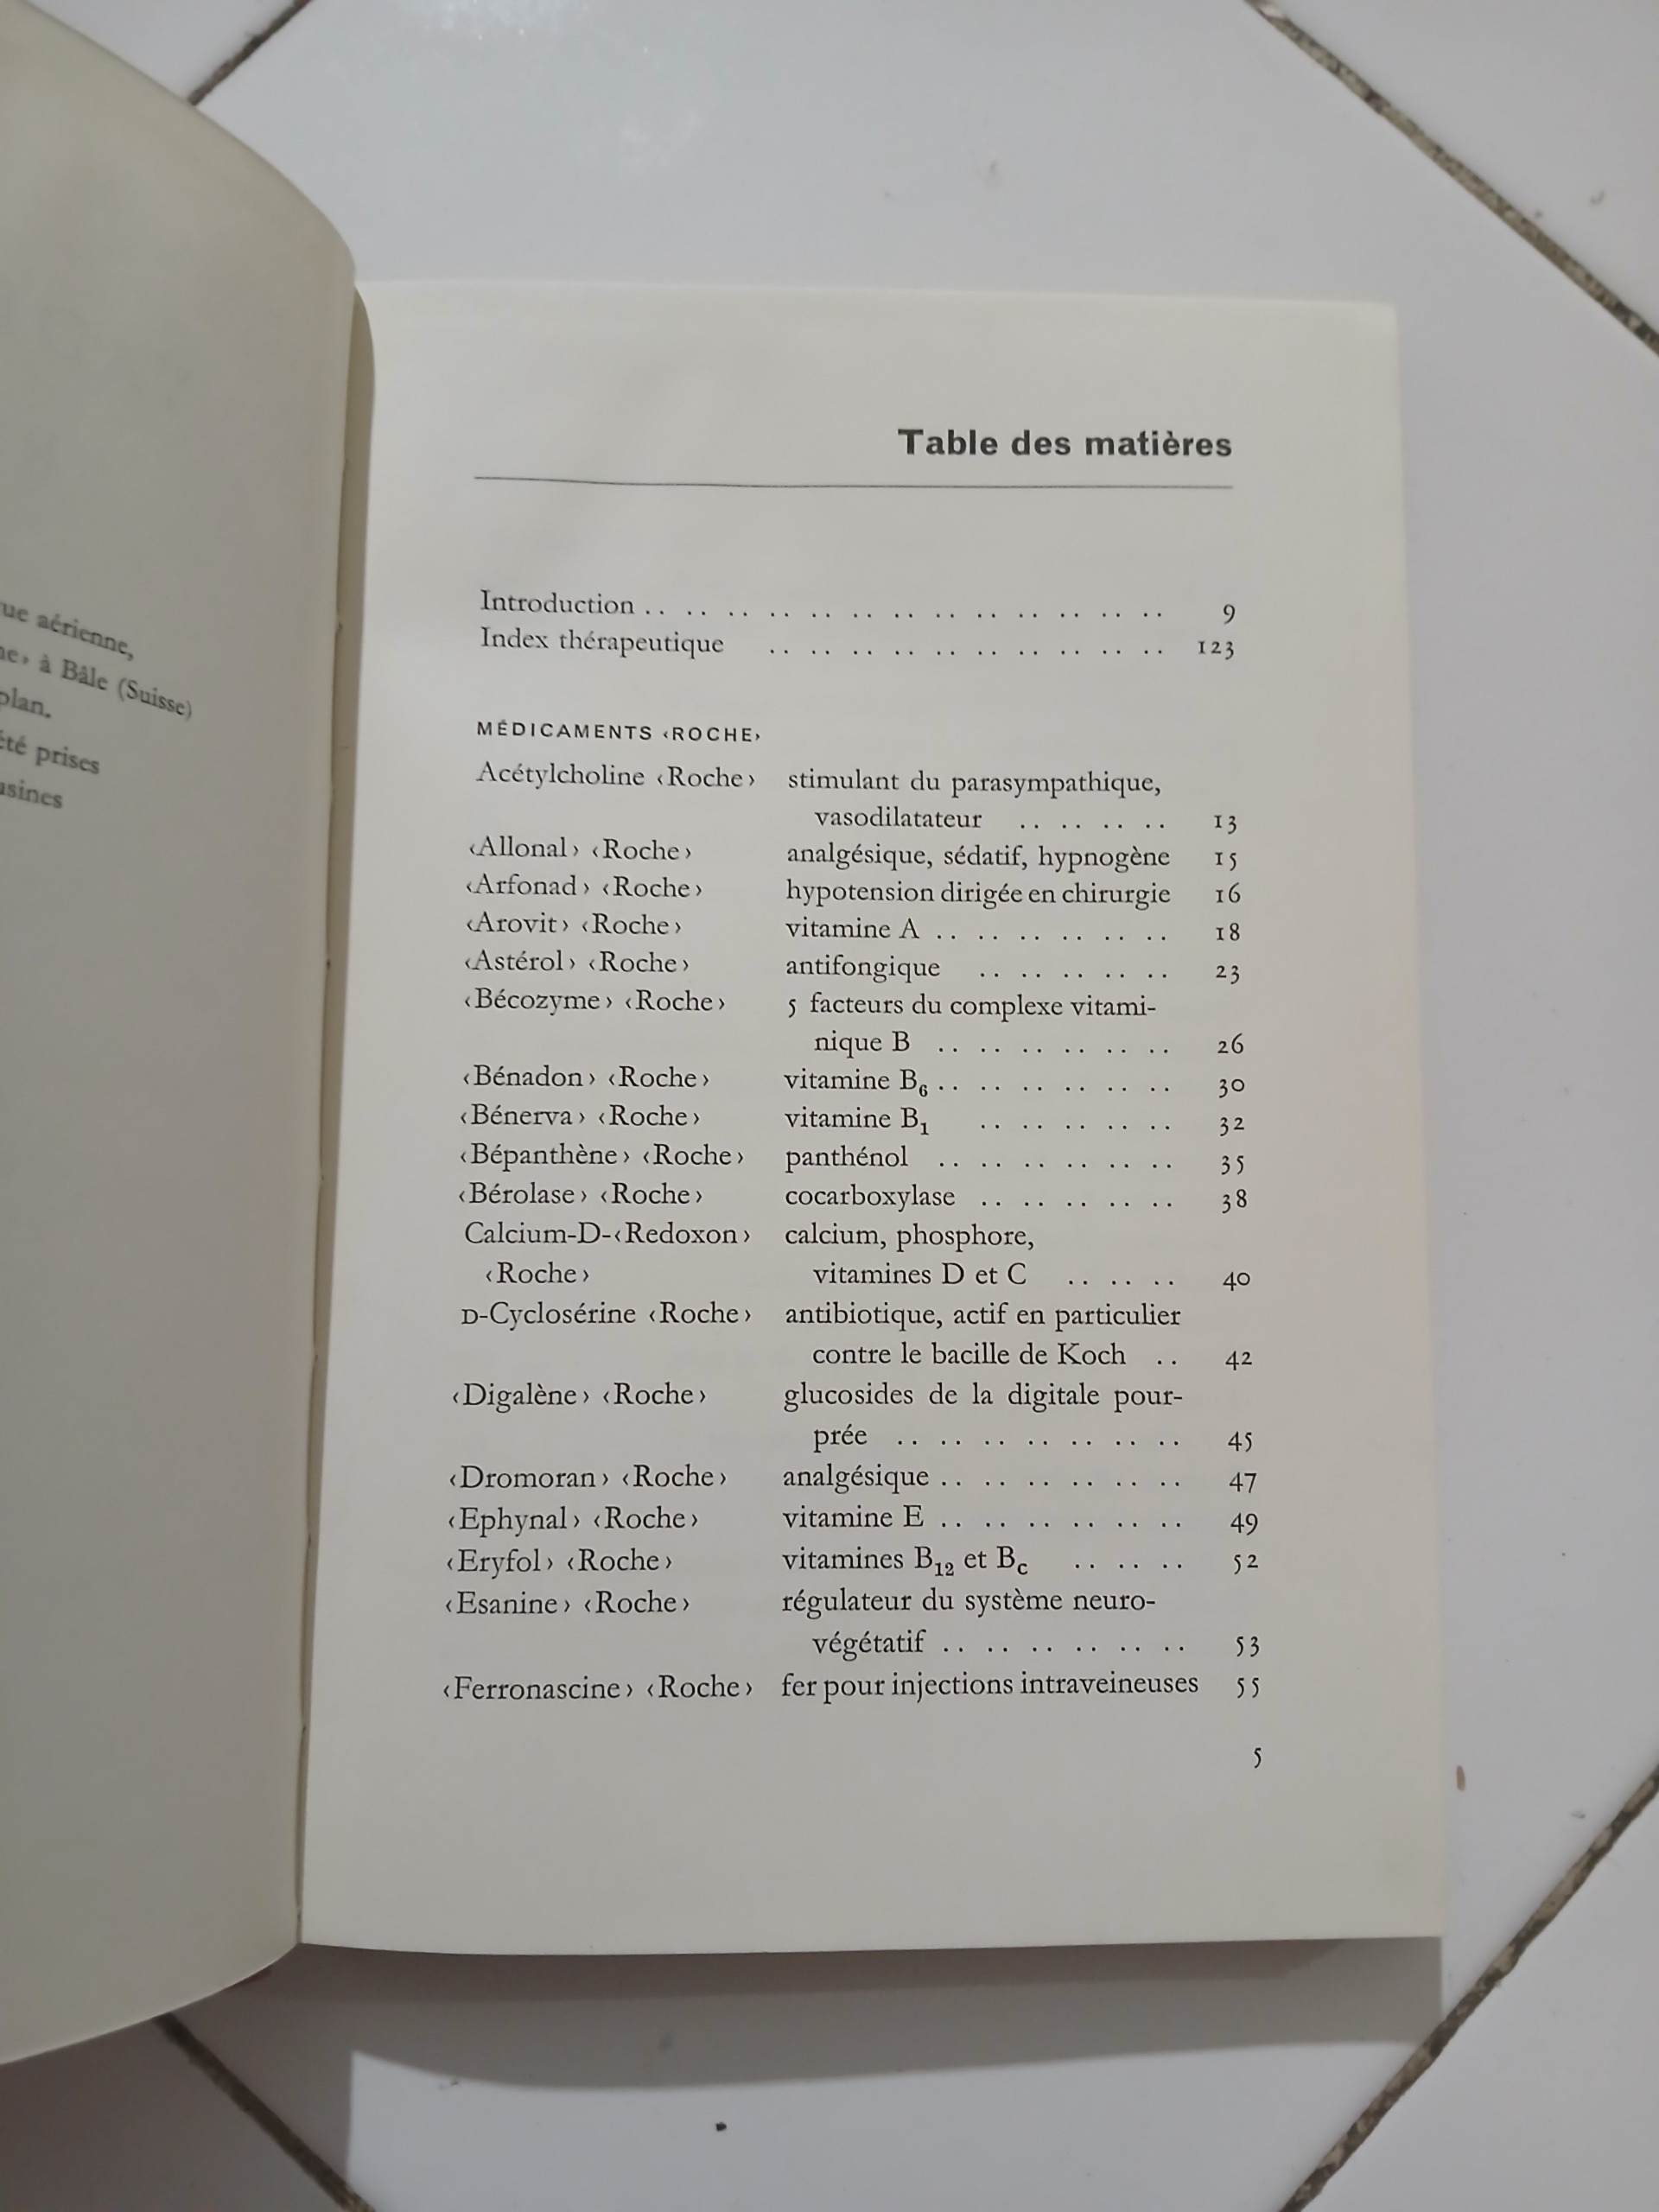 ue aérienne,
à Bâle (Suisse)
plan.
été prises
usines
Table des matières
Introduction . . . . . . . . . . . . . . . . . . . . . . . . . . 9
Index thérapeutique . . . . . . . . . . . . . . . . . . . . 123
MÉDICAMENTS ‹ROCHE›
Acétylcholine ‹Roche› stimulant du parasympathique,
vasodilatateur . . . . . . . . 13
‹Allonal› ‹Roche› analgésique, sédatif, hypnogène 15
‹Arfonad› ‹Roche› hypotension dirigée en chirurgie 16
‹Arovit› ‹Roche› vitamine A . . . . . . . . . . . . 18
‹Astérol› ‹Roche› antifongique . . . . . . . . . . 23
‹Bécozyme› ‹Roche› 5 facteurs du complexe vitami-
nique B . . . . . . . . . . . . 26
‹Bénadon› ‹Roche› vitamine B₆ . . . . . . . . . . . . 30
‹Bénerva› ‹Roche› vitamine B₁ . . . . . . . . . . 32
‹Bépanthène› ‹Roche› panthénol . . . . . . . . . . . . 35
‹Bérolase› ‹Roche› cocarboxylase . . . . . . . . . . 38
Calcium-D-‹Redoxon› calcium, phosphore,
‹Roche› vitamines D et C . . . . . . 40
D-Cyclosérine ‹Roche› antibiotique, actif en particulier
contre le bacille de Koch . . 42
‹Digalène› ‹Roche› glucosides de la digitale pour-
prée . . . . . . . . . . . . . . 45
‹Dromoran› ‹Roche› analgésique . . . . . . . . . . . . 47
‹Ephynal› ‹Roche› vitamine E . . . . . . . . . . . . 49
‹Eryfol› ‹Roche› vitamines B₁₂ et Bc . . . . . . 52
‹Esanine› ‹Roche› régulateur du système neuro-
végétatif . . . . . . . . . . . . 53
‹Ferronascine› ‹Roche› fer pour injections intraveineuses 55
5